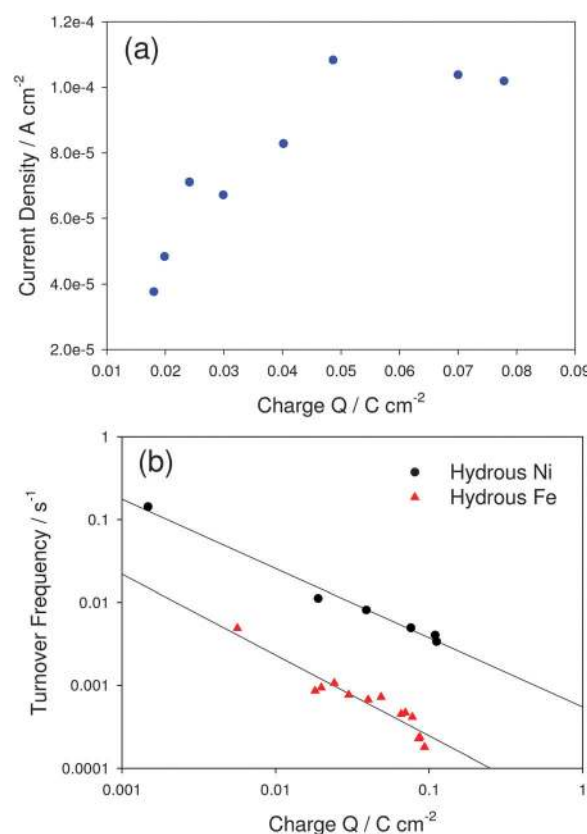 1.2e-4
(a)
1.0e-4
8.0e-5
6.0e-5
4.0e-5
2.0e-5
Current Density / A cm-2
0.01 0.02 0.03 0.04 0.05 0.06 0.07 0.08 0.09
Charge Q / C cm-2
1
(b)
Hydrous Ni
Hydrous Fe
0.1
0.01
0.001
0.0001
Turnover Frequency / s-1
0.001 0.01 0.1 1
Charge Q / C cm-2